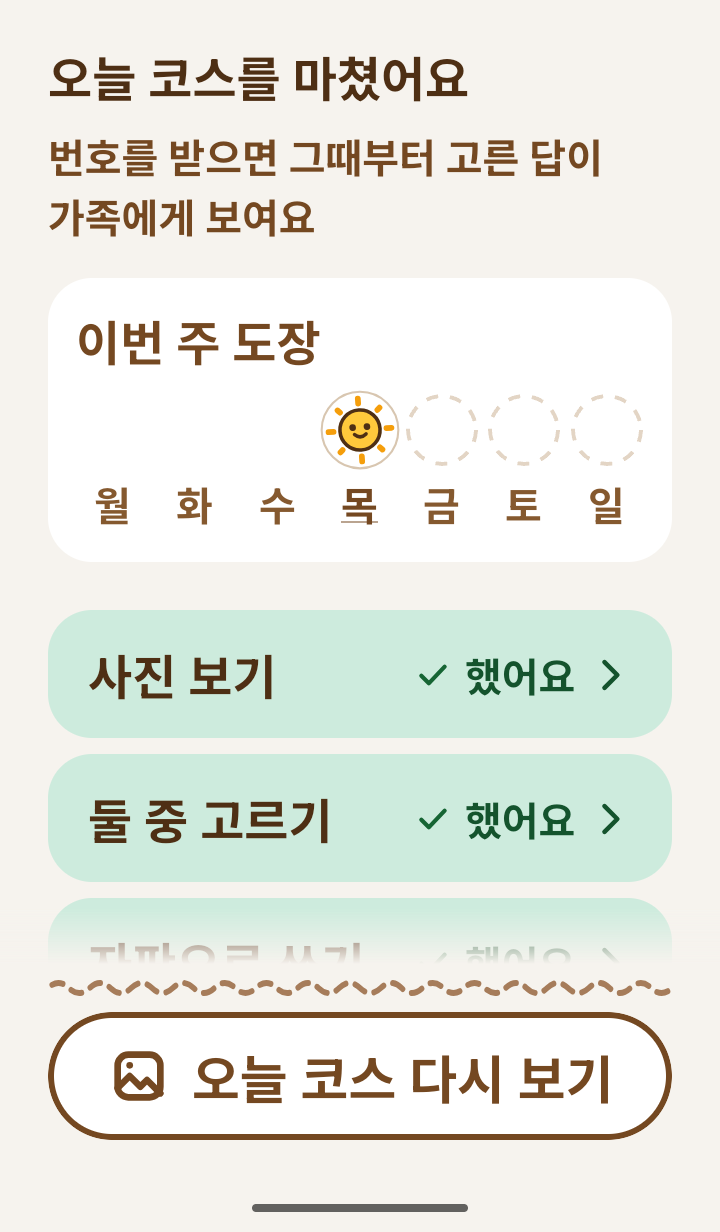 오늘 코스를 마쳤어요
번호를 받으면 그때부터 고른 답이
가족에게 보여요
이번 주 도장
월 화 수 목 금 토 일
사진 보기 했어요
둘 중 고르기 했어요
오늘 코스 다시 보기